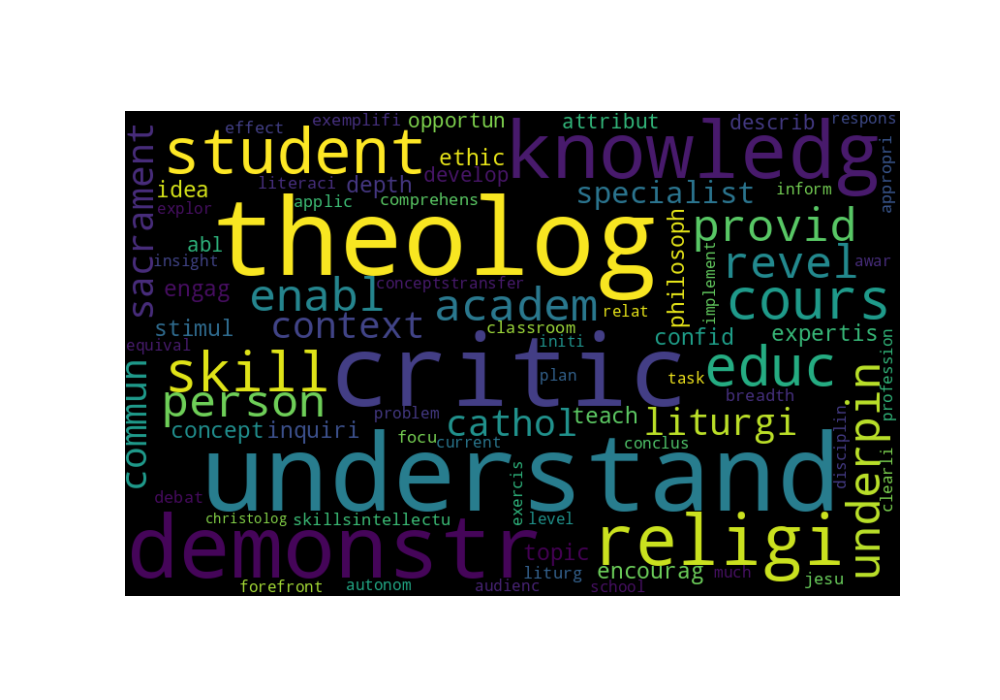 effect exemplifi opportun attribut describ respons
student knowledg
ethic
develop
idea literaci depth specialist inform appropri
sacrament
explor applic comprehens
theolog philosoph provid
abl
insight revel awar
engag conceptstransfer implement
enabl academ relat cours
context classroom
stimul initi confid expertis
equival
critic educ profession
skill plan task
person problem breadth
commun cathol teach liturgi underpin
concept inquiri focu current conclus disciplin clearli
understand
debat exercis
christolog skillsintellectu level
demonstr religi
topic
liturg encourag much jesu
forefront autonom audienc school